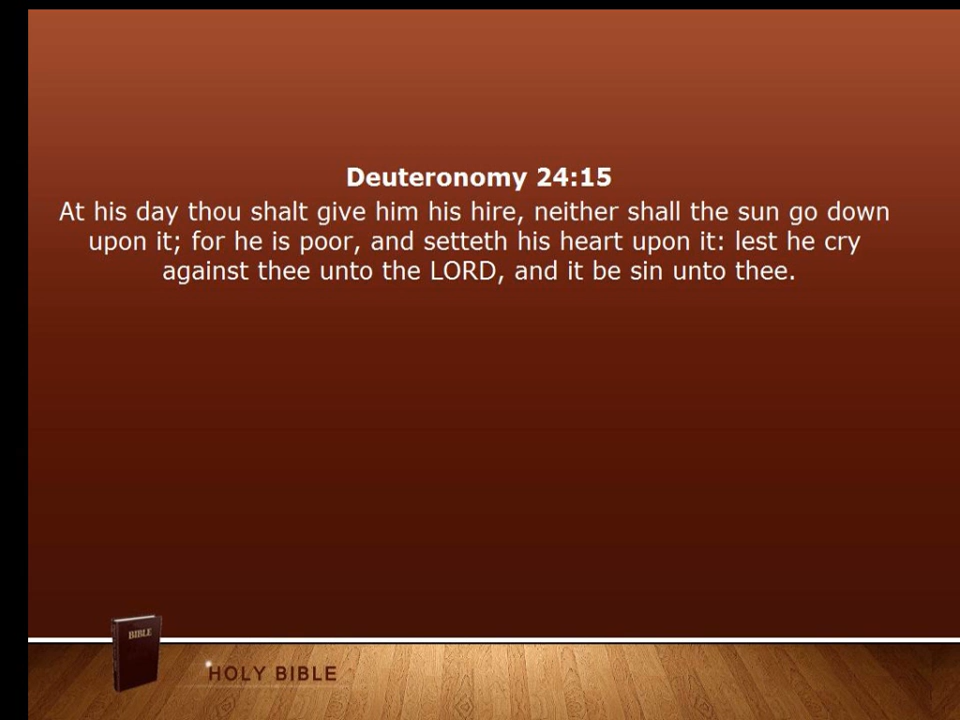 Deuteronomy 24:15
At his day thou shalt give him his hire, neither shall the sun go down
upon it; for he is poor, and setteth his heart upon it: lest he cry
against thee unto the LORD, and it be sin unto thee.
BIBLE
HOLY BIBLE